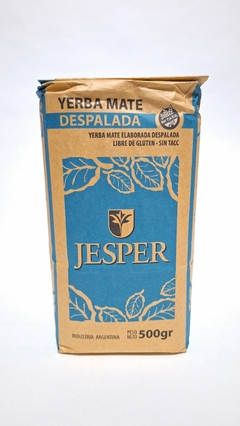 YERBA MATE
DESPALADA
YERBA MATE ELABORADA DESPALADA
LIBRE DE GLUTEN - SIN TACC
JESPER
INDUSTRIA ARGENTINA
PESO
NETO
500gr